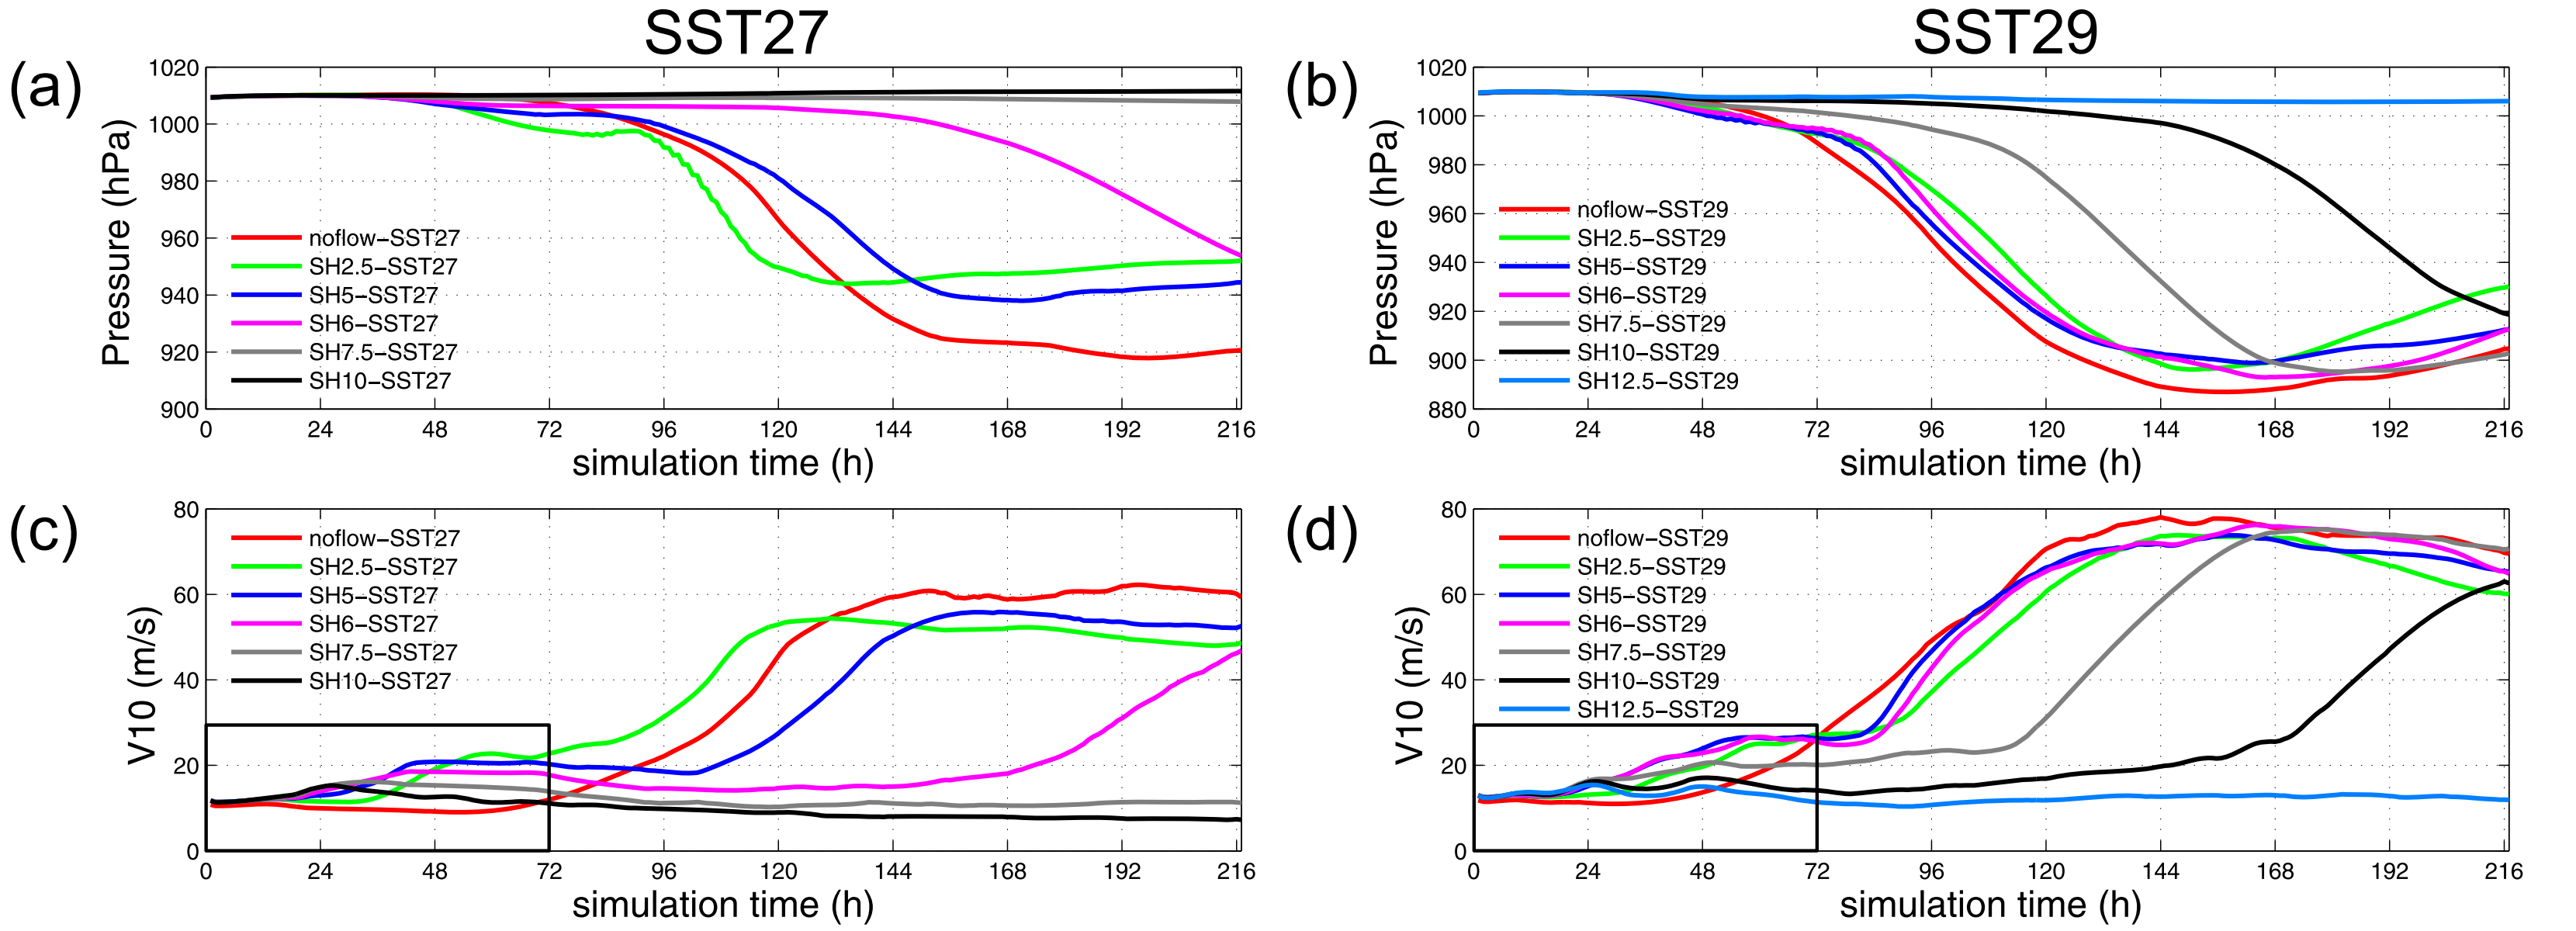 SST27
SST29
(a)
1020
1000
980
960
940
920
900
Pressure (hPa)
noflow−SST27
SH2.5−SST27
SH5−SST27
SH6−SST27
SH7.5−SST27
SH10−SST27
0 24 48 72 96 120 144 168 192 216
simulation time (h)
(b)
1020
1000
980
960
940
920
900
880
Pressure (hPa)
noflow−SST29
SH2.5−SST29
SH5−SST29
SH6−SST29
SH7.5−SST29
SH10−SST29
SH12.5−SST29
0 24 48 72 96 120 144 168 192 216
simulation time (h)
(c)
80
60
40
20
0
V10 (m/s)
noflow−SST27
SH2.5−SST27
SH5−SST27
SH6−SST27
SH7.5−SST27
SH10−SST27
0 24 48 72 96 120 144 168 192 216
simulation time (h)
(d)
80
60
40
20
0
V10 (m/s)
noflow−SST29
SH2.5−SST29
SH5−SST29
SH6−SST29
SH7.5−SST29
SH10−SST29
SH12.5−SST29
0 24 48 72 96 120 144 168 192 216
simulation time (h)